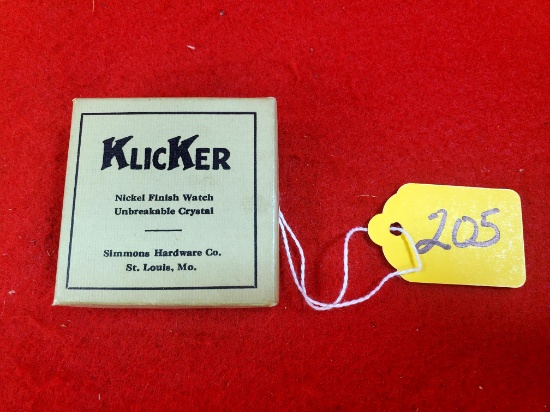 KLICKER
Nickel Finish Watch
Unbreakable Crystal
Simmons Hardware Co.
St. Louis, Mo.
205